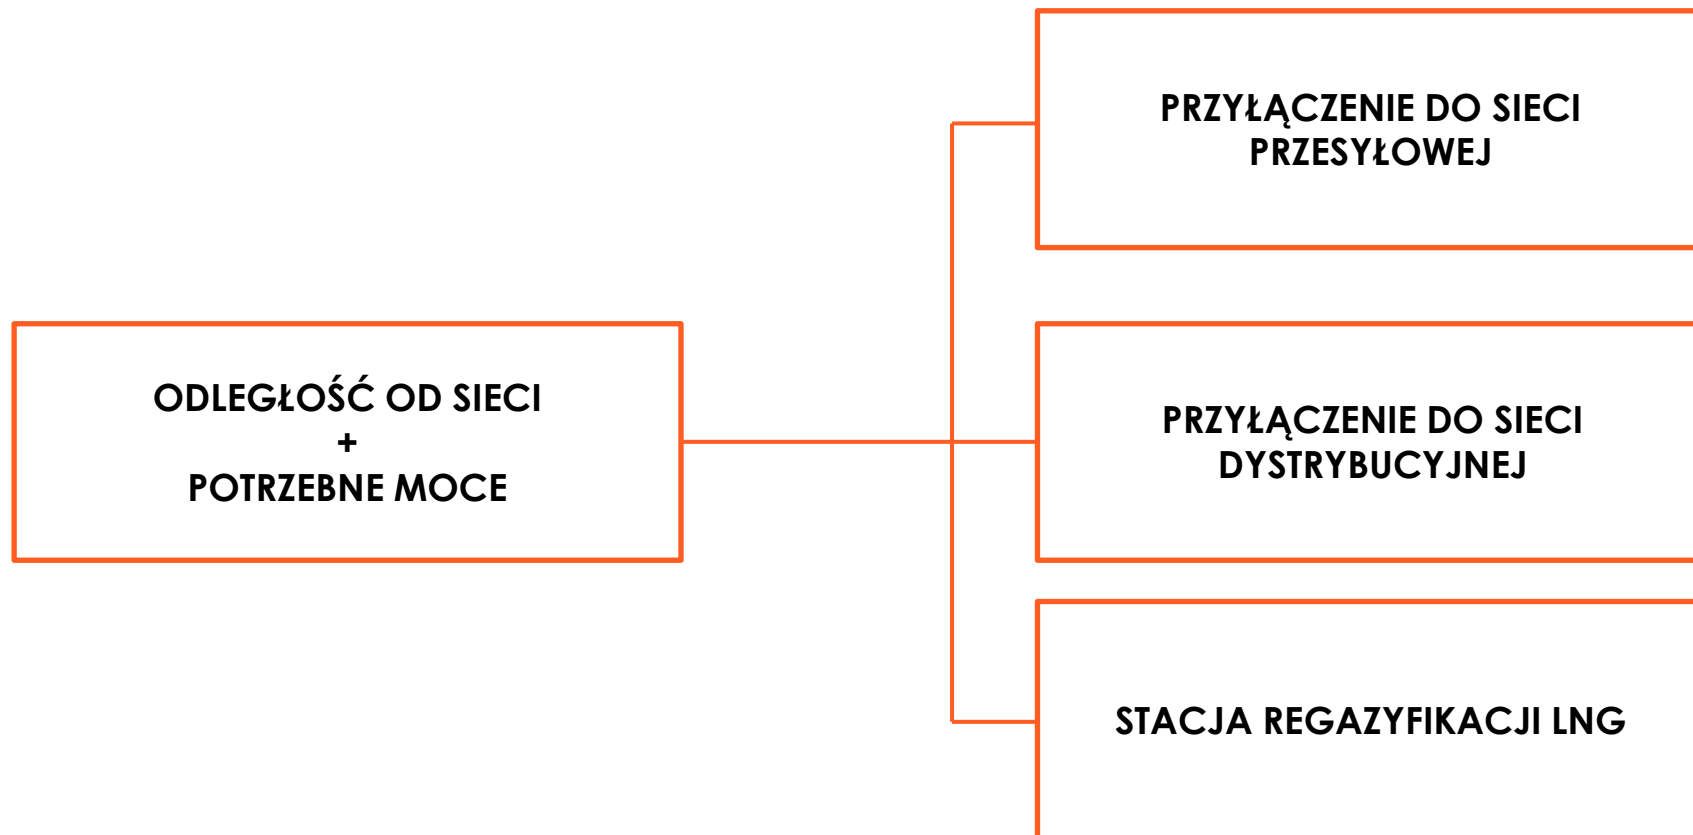 PRZYŁĄCZENIE DO SIECI
PRZESYŁOWEJ
ODLEGŁOŚĆ OD SIECI
+
POTRZEBNE MOCE
PRZYŁĄCZENIE DO SIECI
DYSTRYBUCYJNEJ
STACJA REGAZYFIKACJI LNG